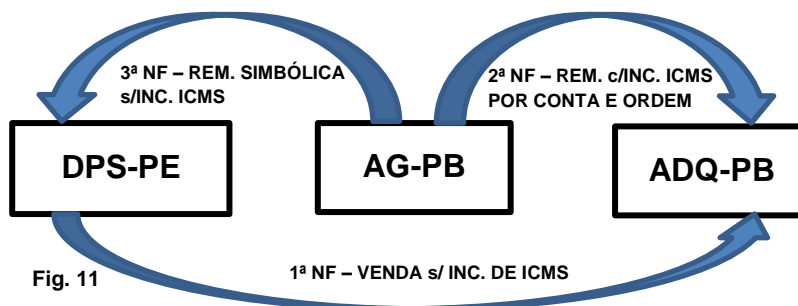 3ª NF – REM. SIMBÓLICA
s/INC. ICMS
2ª NF – REM. c/INC. ICMS
POR CONTA E ORDEM
DPS-PE
AG-PB
ADQ-PB
Fig. 11
1ª NF – VENDA s/ INC. DE ICMS